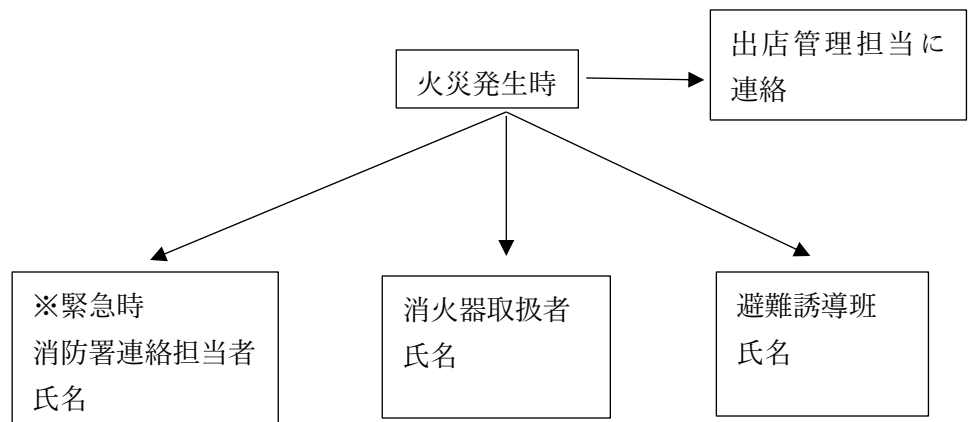 出店管理担当に
連絡
火災発生時
※緊急時
消防署連絡担当者
氏名
消火器取扱者
氏名
避難誘導班
氏名